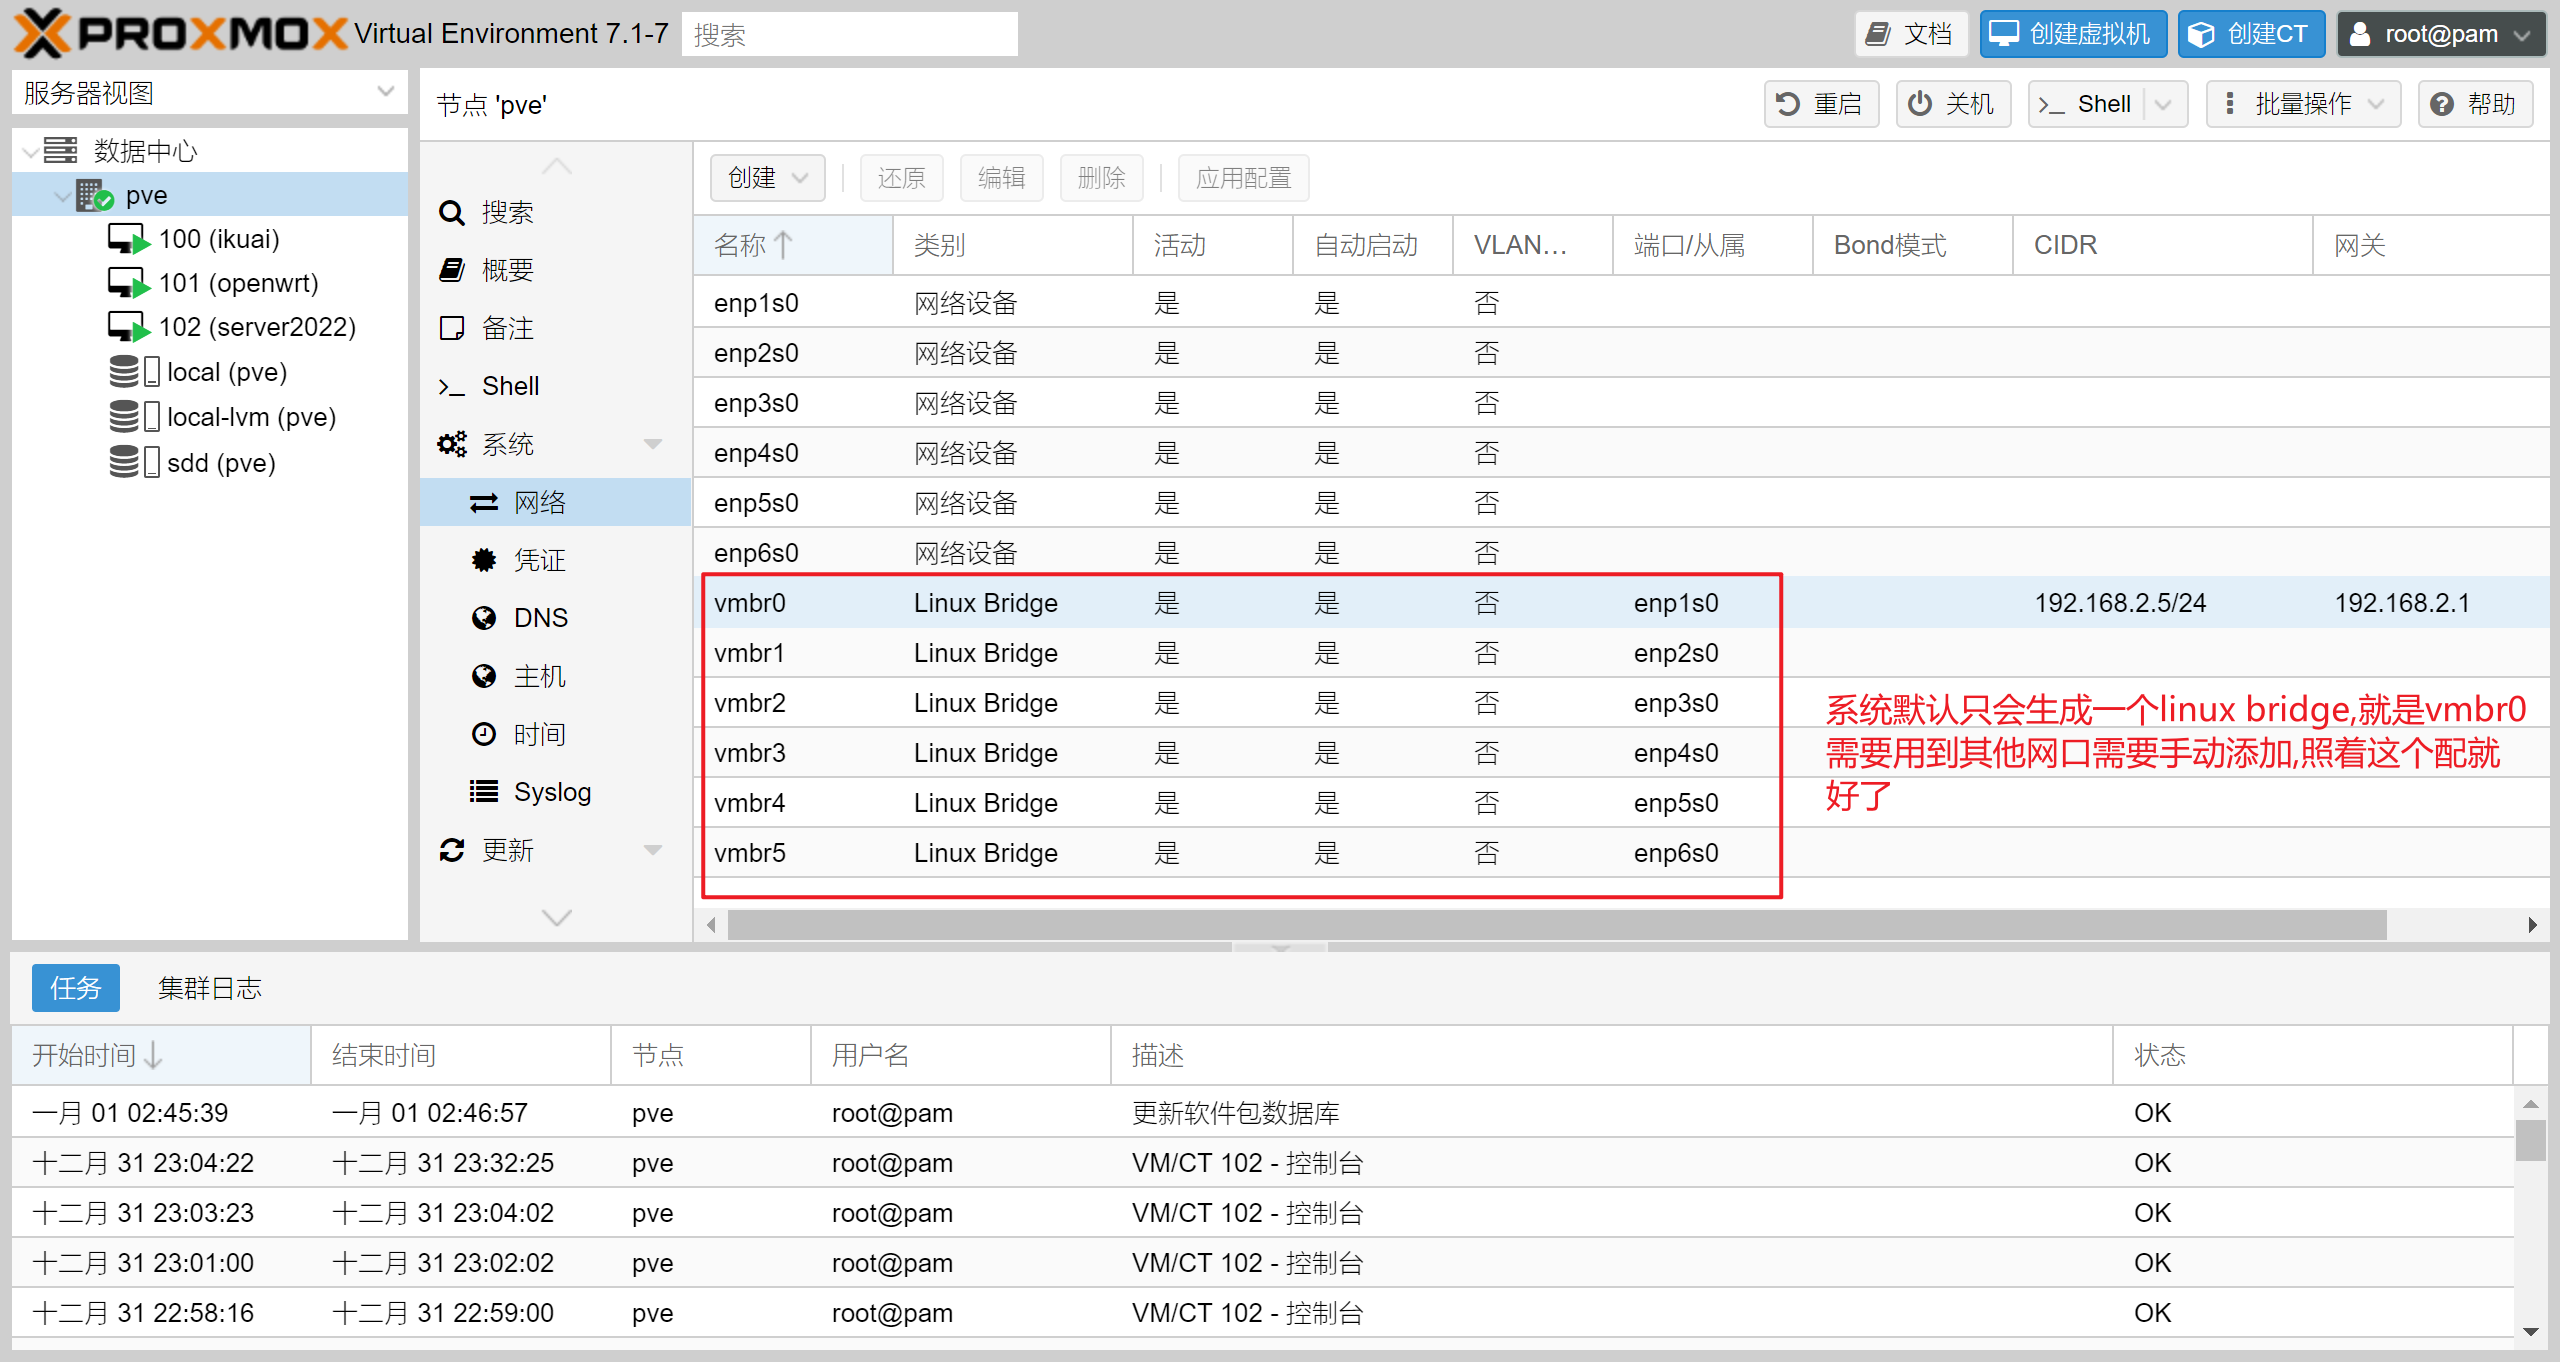 PROXMOX Virtual Environment 7.1-7 搜索 文档 创建虚拟机 创建CT root@pam
服务器视图
数据中心
pve
100 (ikuai)
101 (openwrt)
102 (server2022)
local (pve)
local-lvm (pve)
sdd (pve)
节点 'pve' 重启 关机 Shell 批量操作 帮助
搜索
概要
备注
Shell
系统
网络
凭证
DNS
主机
时间
Syslog
更新
创建 还原 编辑 删除 应用配置
名称 类别 活动 自动启动 VLAN… 端口/从属 Bond模式 CIDR 网关
enp1s0 网络设备 是 是 否
enp2s0 网络设备 是 是 否
enp3s0 网络设备 是 是 否
enp4s0 网络设备 是 是 否
enp5s0 网络设备 是 是 否
enp6s0 网络设备 是 是 否
vmbr0 Linux Bridge 是 是 否 enp1s0 192.168.2.5/24 192.168.2.1
vmbr1 Linux Bridge 是 是 否 enp2s0
vmbr2 Linux Bridge 是 是 否 enp3s0
vmbr3 Linux Bridge 是 是 否 enp4s0
vmbr4 Linux Bridge 是 是 否 enp5s0
vmbr5 Linux Bridge 是 是 否 enp6s0
系统默认只会生成一个linux bridge,就是vmbr0
需要用到其他网口需要手动添加,照着这个配就
好了
任务 集群日志
开始时间 结束时间 节点 用户名 描述 状态
一月 01 02:45:39 一月 01 02:46:57 pve root@pam 更新软件包数据库 OK
十二月 31 23:04:22 十二月 31 23:32:25 pve root@pam VM/CT 102 - 控制台 OK
十二月 31 23:03:23 十二月 31 23:04:02 pve root@pam VM/CT 102 - 控制台 OK
十二月 31 23:01:00 十二月 31 23:02:02 pve root@pam VM/CT 102 - 控制台 OK
十二月 31 22:58:16 十二月 31 22:59:00 pve root@pam VM/CT 102 - 控制台 OK